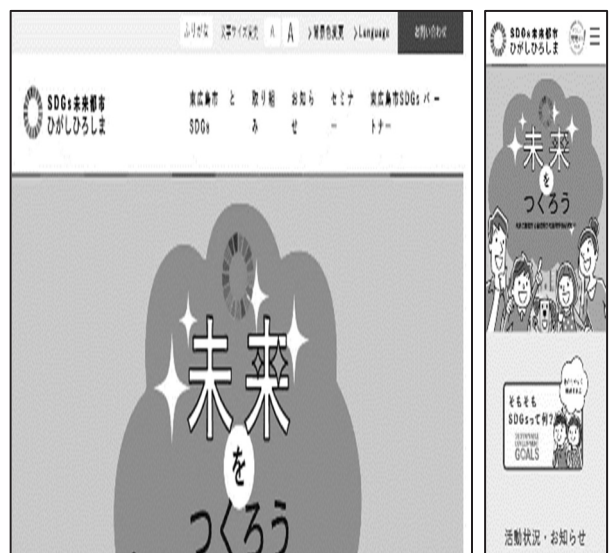 ふりがな 文字サイズ変更 A A >背景色変更 >Language お問い合わせ
SDGs未来都市
ひがしひろしま
東広島市と 取り組 お知ら セミナ 東広島市SDGsパー
SDGs み せ ー トナー
未来
を
つくろう
SDGs未来都市
ひがしひろしま
未来
を
つくろう
そもそも
SDGsって何?
GOALS
活動状況・お知らせ